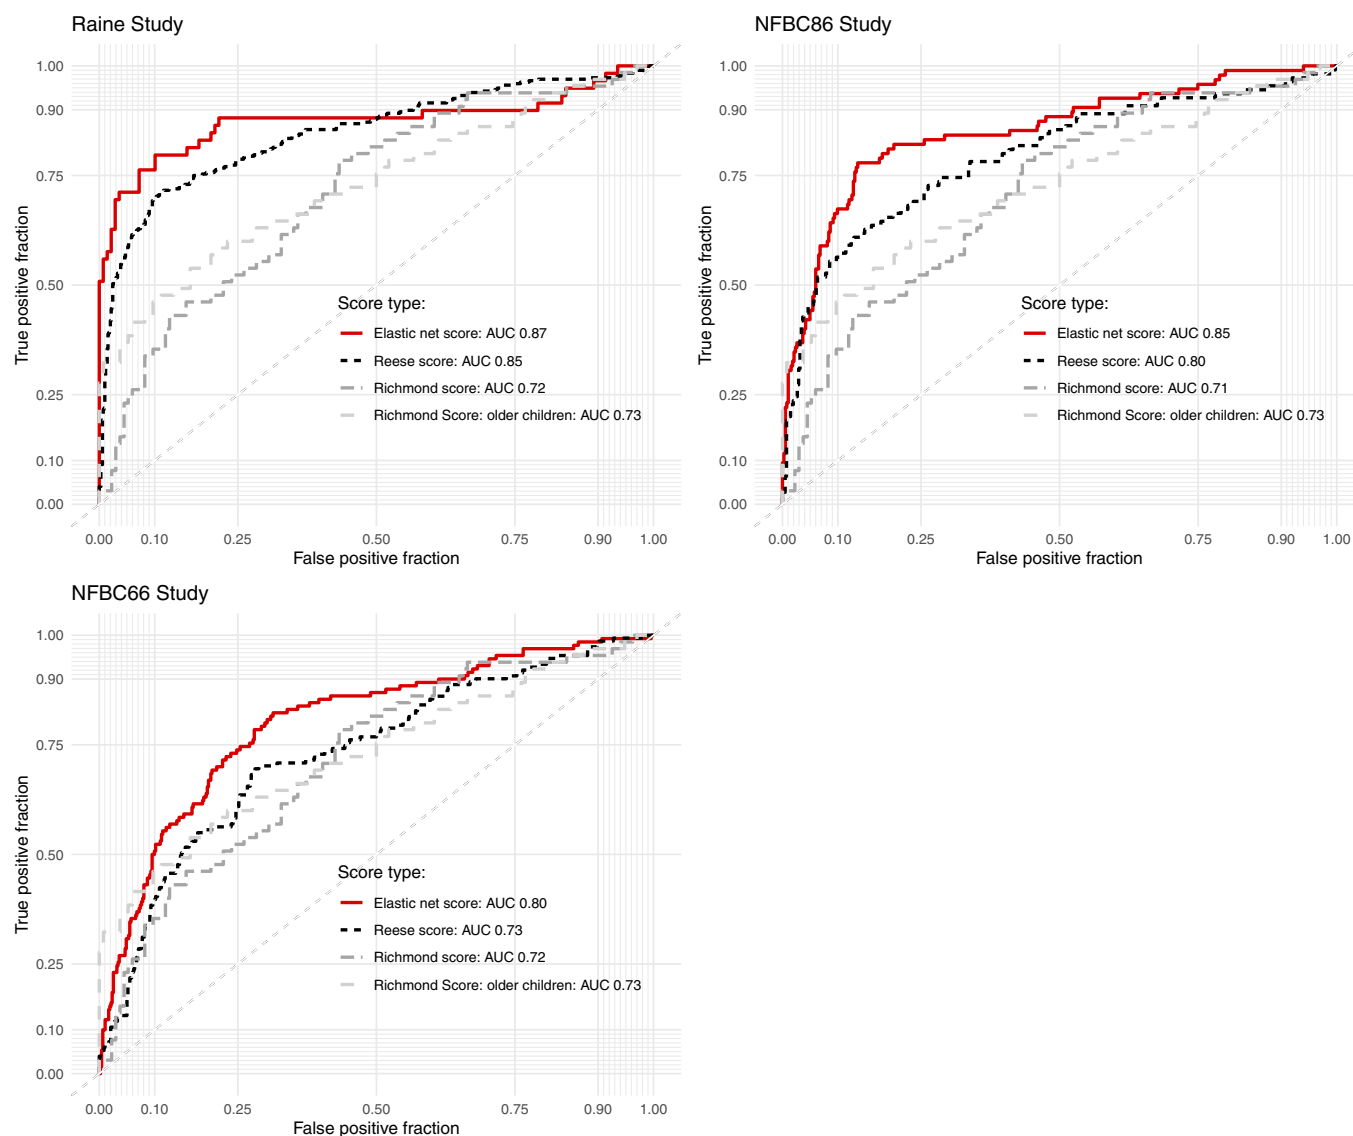 Raine Study
True positive fraction
1.00
0.90
0.75
0.50
0.25
0.10
0.00
Score type:
Elastic net score: AUC 0.87
Reese score: AUC 0.85
Richmond score: AUC 0.72
Richmond Score: older children: AUC 0.73
0.00 0.10 0.25 0.50 0.75 0.90 1.00
False positive fraction
NFBC86 Study
True positive fraction
1.00
0.90
0.75
0.50
0.25
0.10
0.00
Score type:
Elastic net score: AUC 0.85
Reese score: AUC 0.80
Richmond score: AUC 0.71
Richmond Score: older children: AUC 0.73
0.00 0.10 0.25 0.50 0.75 0.90 1.00
False positive fraction
NFBC66 Study
True positive fraction
1.00
0.90
0.75
0.50
0.25
0.10
0.00
Score type:
Elastic net score: AUC 0.80
Reese score: AUC 0.73
Richmond score: AUC 0.72
Richmond Score: older children: AUC 0.73
0.00 0.10 0.25 0.50 0.75 0.90 1.00
False positive fraction